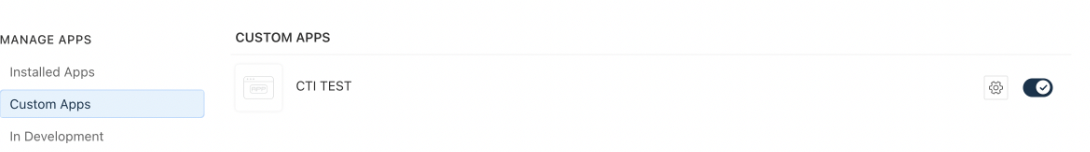 MANAGE APPS
Installed Apps
Custom Apps
In Development
CUSTOM APPS
CTI TEST